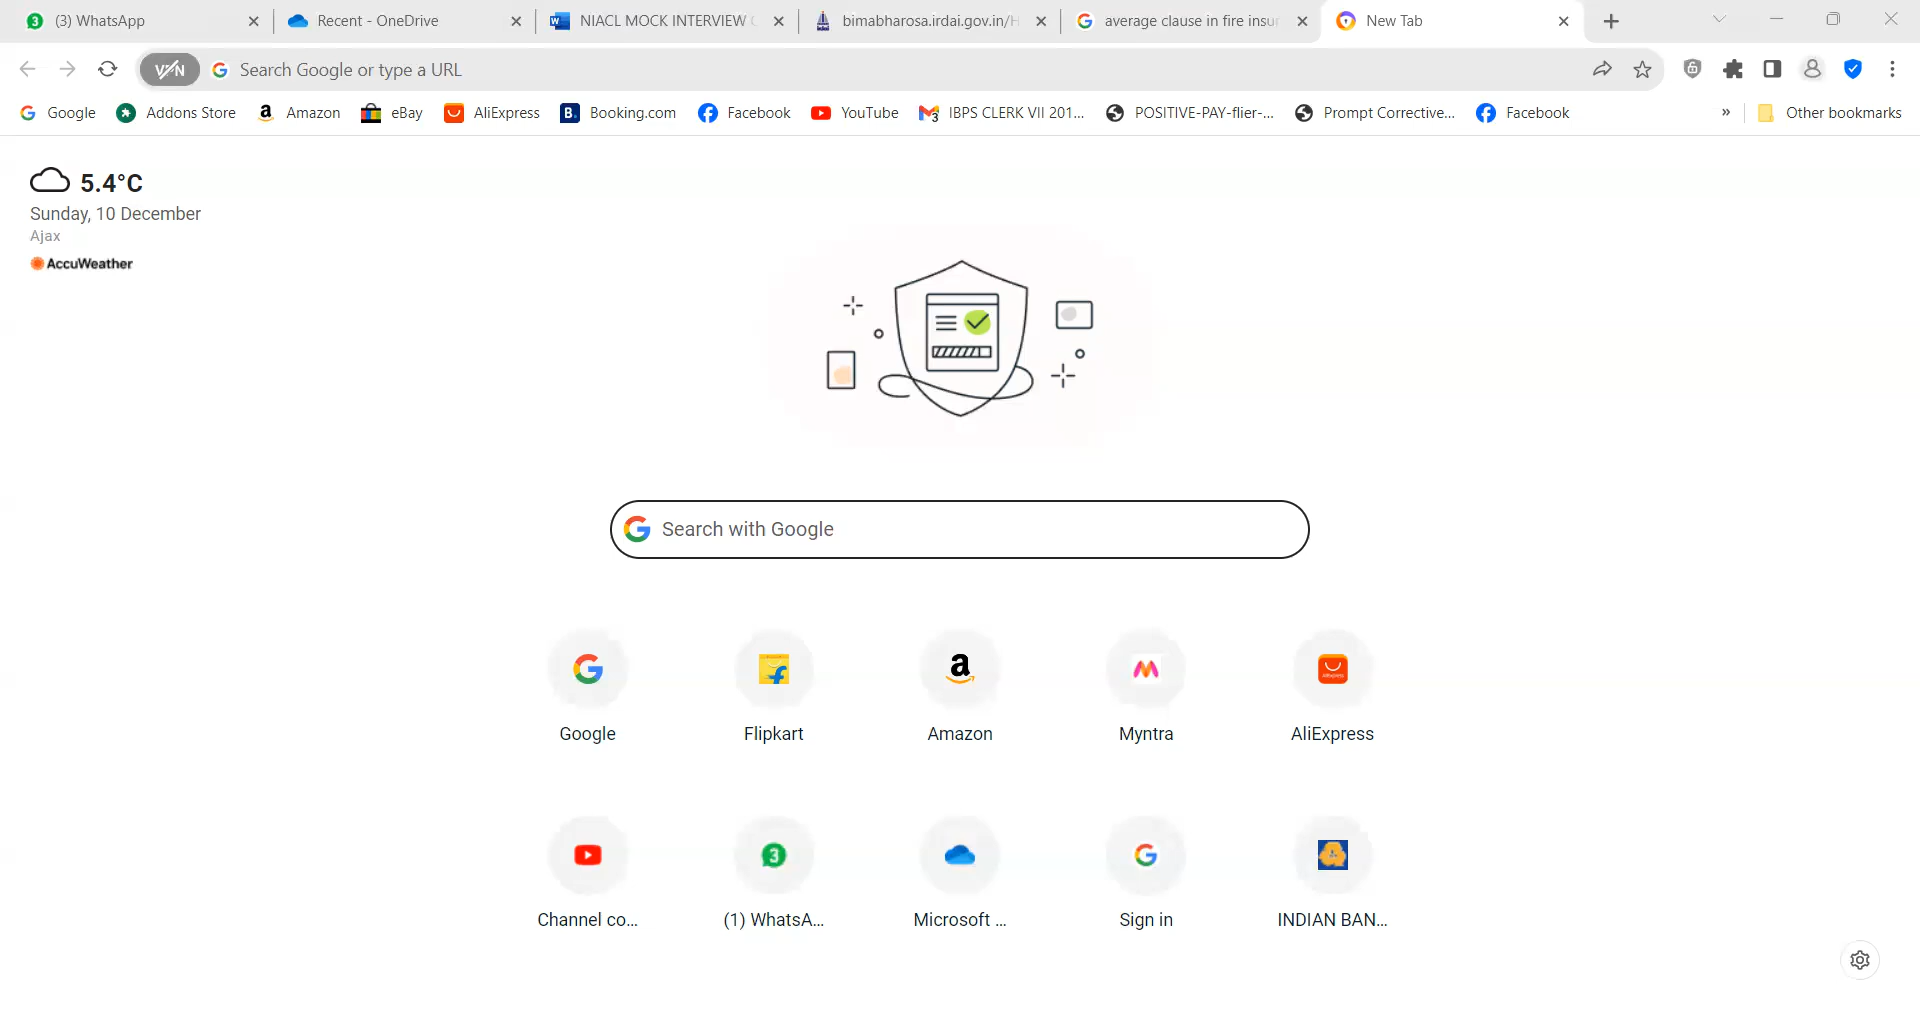 (3) WhatsApp
Recent - OneDrive
NIACL MOCK INTERVIEW
bimabharosa.irdai.gov.in/H
average clause in fire insur
New Tab
VPN
Search Google or type a URL
Google
Addons Store
Amazon
eBay
AliExpress
Booking.com
Facebook
YouTube
IBPS CLERK VII 201...
POSITIVE-PAY-flier-...
Prompt Corrective...
Facebook
»
Other bookmarks
5.4°C
Sunday, 10 December
Ajax
AccuWeather
Search with Google
Google
Flipkart
Amazon
Myntra
AliExpress
Channel co...
(1) WhatsA...
Microsoft ...
Sign in
INDIAN BAN...